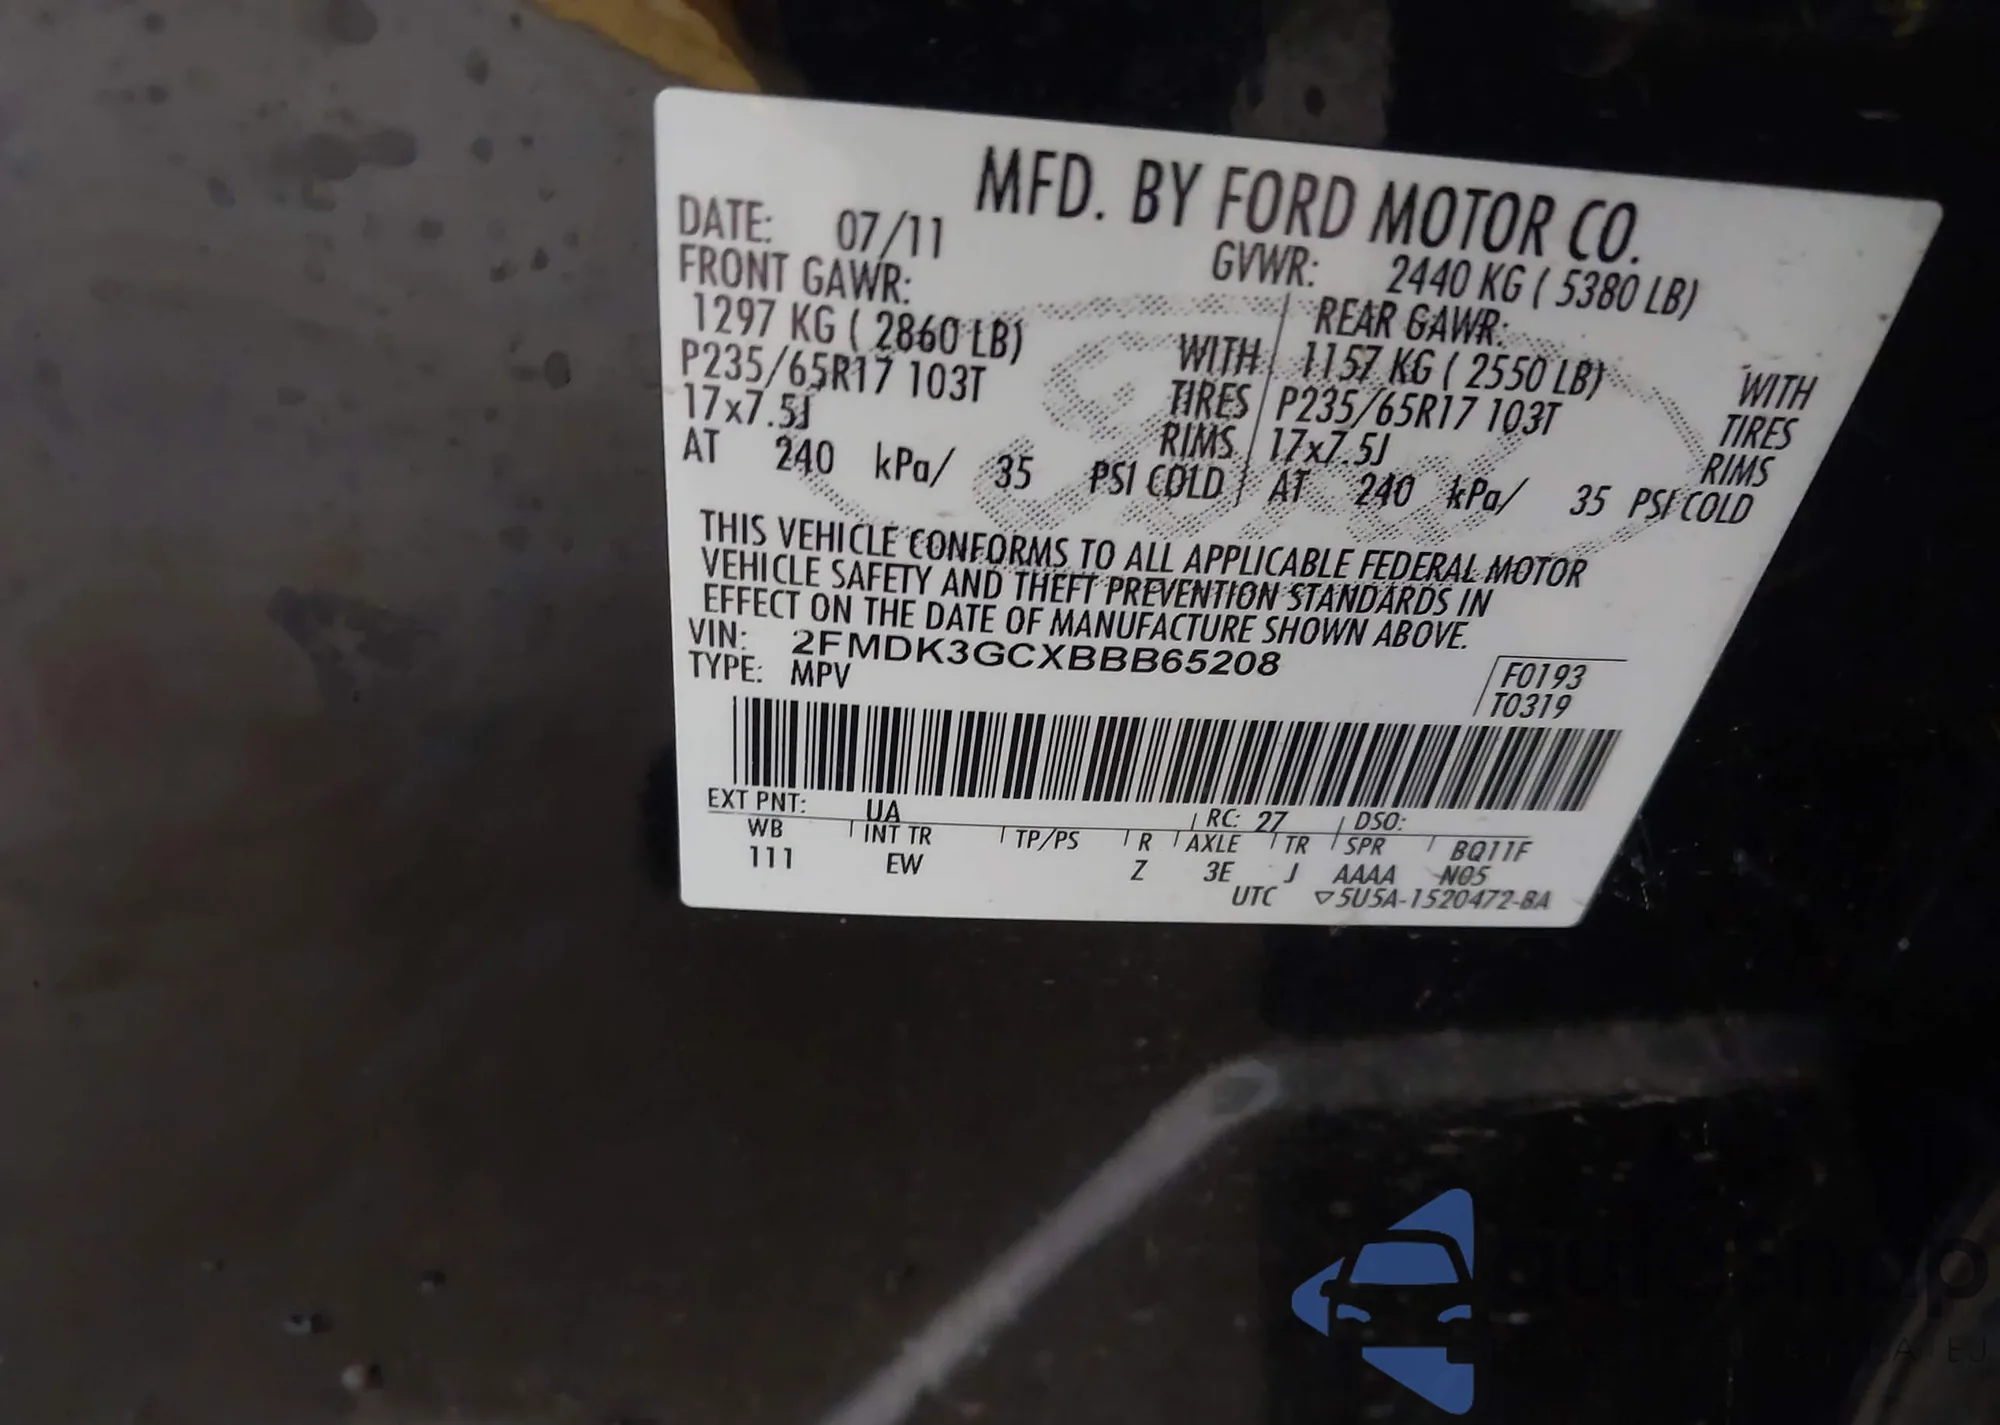 MFD. BY FORD MOTOR CO.
DATE: 07/11 GVWR: 2440 KG ( 5380 LB)
FRONT GAWR: REAR GAWR:
1297 KG ( 2860 LB) WITH 1157 KG ( 2550 LB) WITH
P235/65R17 103T TIRES P235/65R17 103T TIRES
17x7.5J RIMS 17x7.5J RIMS
AT 240 kPa/ 35 PSI COLD AT 240 kPa/ 35 PSI COLD
THIS VEHICLE CONFORMS TO ALL APPLICABLE FEDERAL MOTOR
VEHICLE SAFETY AND THEFT PREVENTION STANDARDS IN
EFFECT ON THE DATE OF MANUFACTURE SHOWN ABOVE.
VIN: 2FMDK3GCXBBB65208
TYPE: MPV
F0193
T0319
EXT PNT: UA RC: 27 DSO:
WB INT TR TP/PS R AXLE TR SPR BQ11F
111 EW Z 3E J AAAA N05
UTC ▽5U5A-1520472-BA